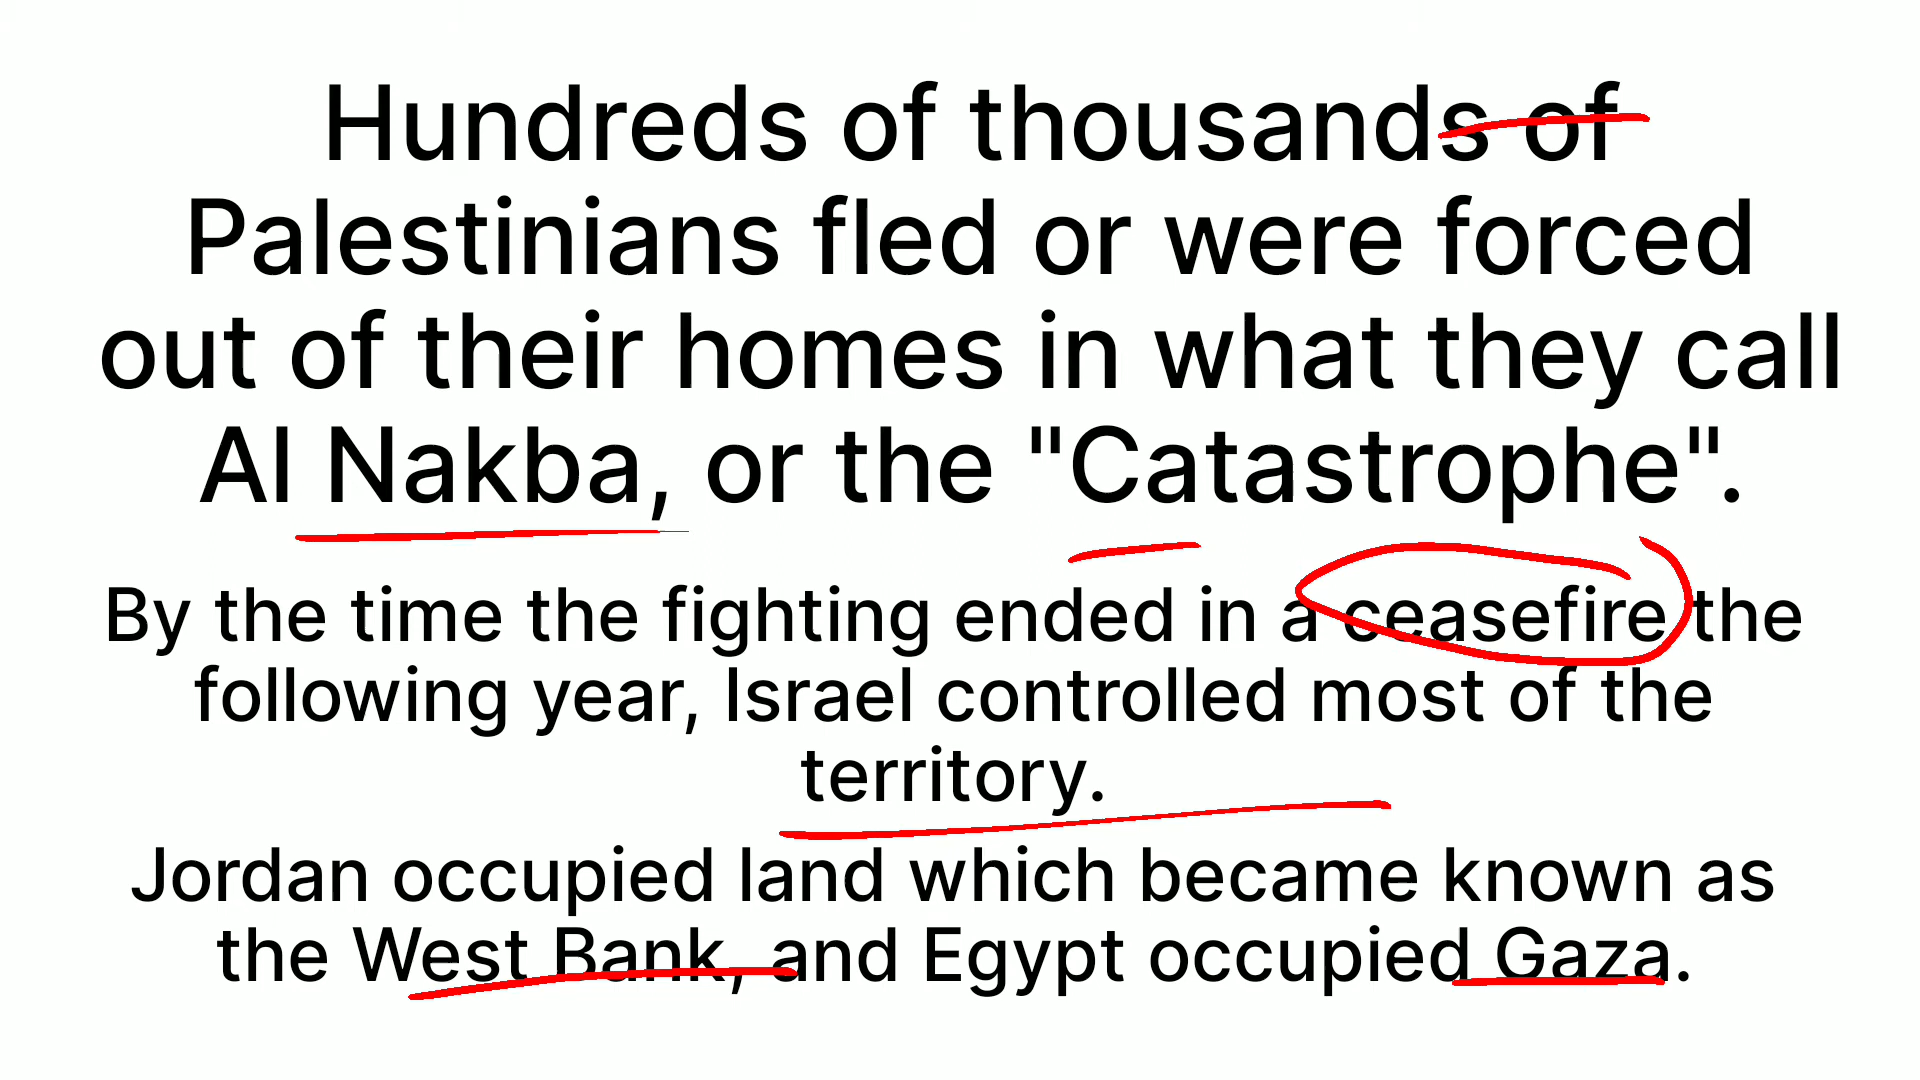 Hundreds of thousands of
Palestinians fled or were forced
out of their homes in what they call
Al Nakba, or the "Catastrophe".
By the time the fighting ended in a ceasefire the
following year, Israel controlled most of the
territory.
Jordan occupied land which became known as
the West Bank, and Egypt occupied Gaza.